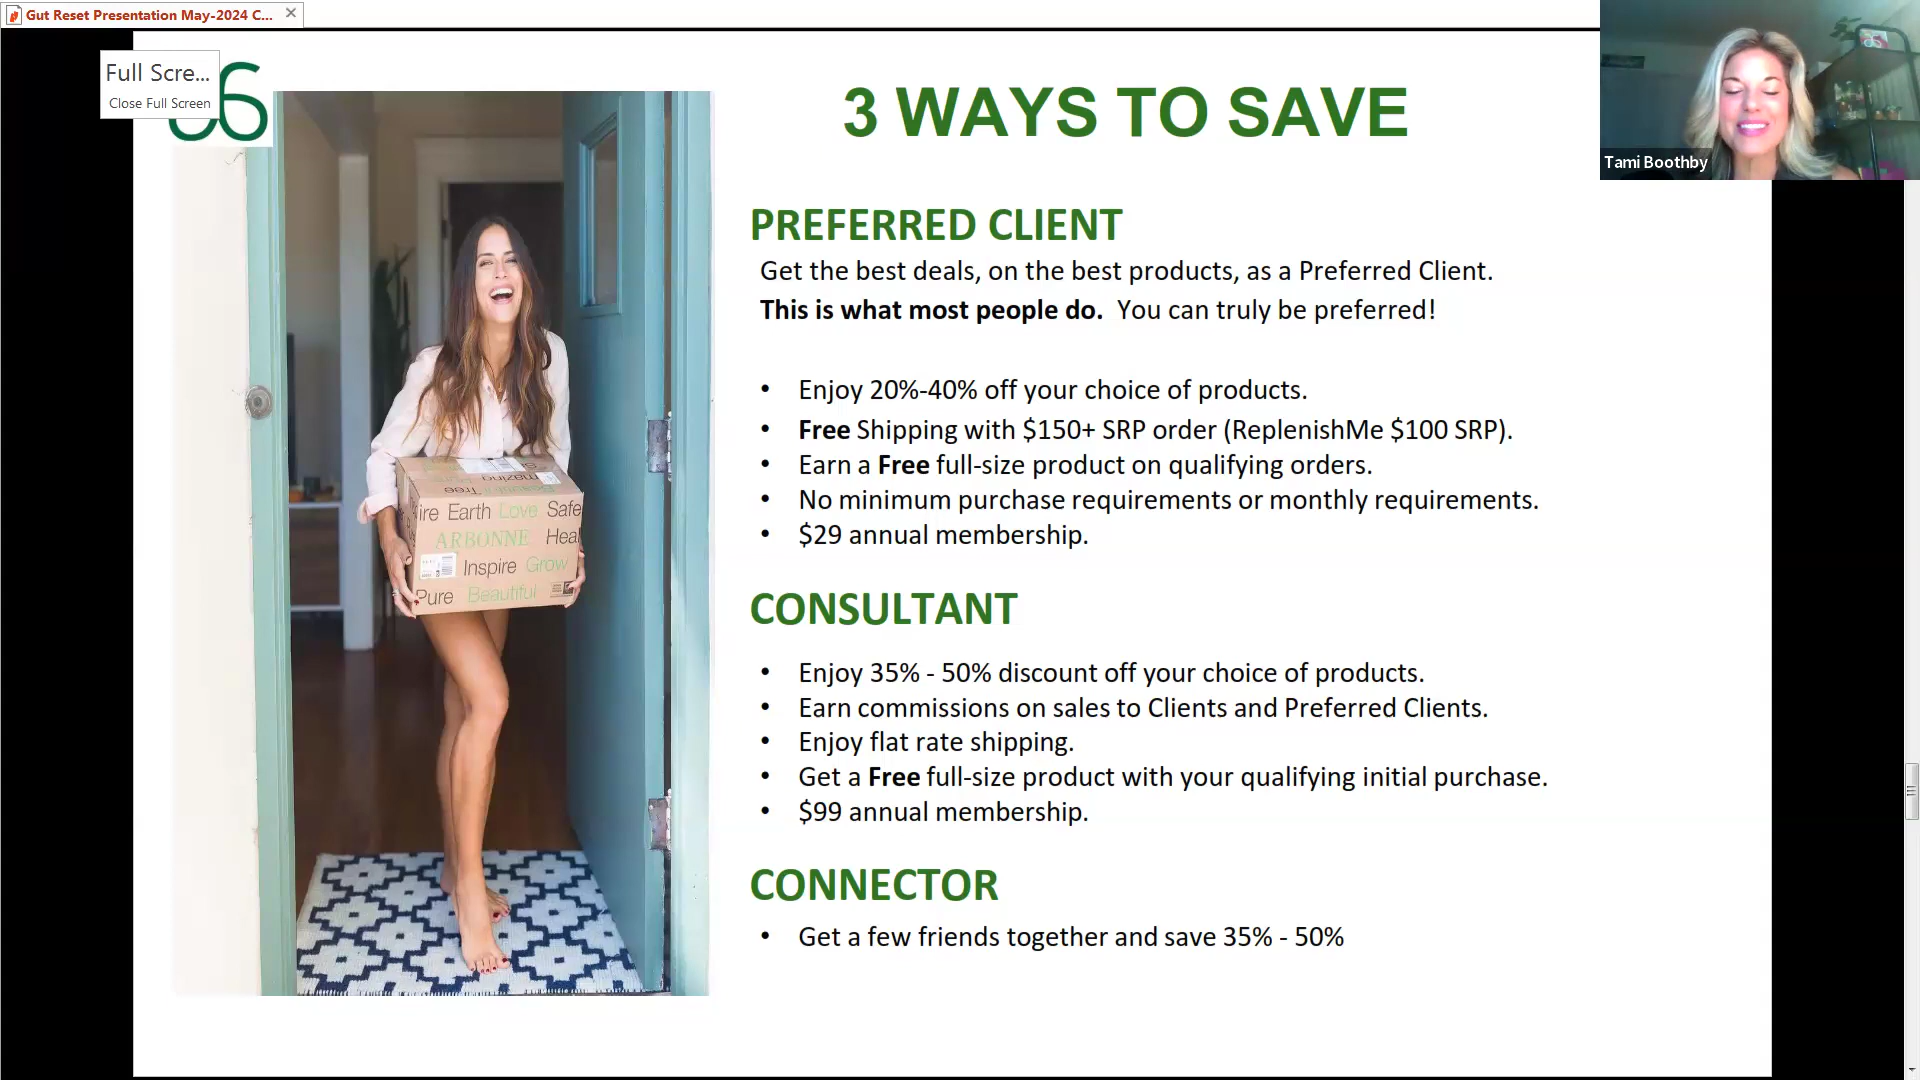 Gut Reset Presentation May-2024 C...
Full Scre...
Close Full Screen
Tami Boothby
3 WAYS TO SAVE
PREFERRED CLIENT
Get the best deals, on the best products, as a Preferred Client.
This is what most people do. You can truly be preferred!
• Enjoy 20%-40% off your choice of products.
• Free Shipping with $150+ SRP order (ReplenishMe $100 SRP).
• Earn a Free full-size product on qualifying orders.
• No minimum purchase requirements or monthly requirements.
• $29 annual membership.
CONSULTANT
• Enjoy 35% - 50% discount off your choice of products.
• Earn commissions on sales to Clients and Preferred Clients.
• Enjoy flat rate shipping.
• Get a Free full-size product with your qualifying initial purchase.
• $99 annual membership.
CONNECTOR
• Get a few friends together and save 35% - 50%
mazing
Tree
ire Earth Love Safe
ARBONNE Heal
Inspire Grow
Pure Beautiful